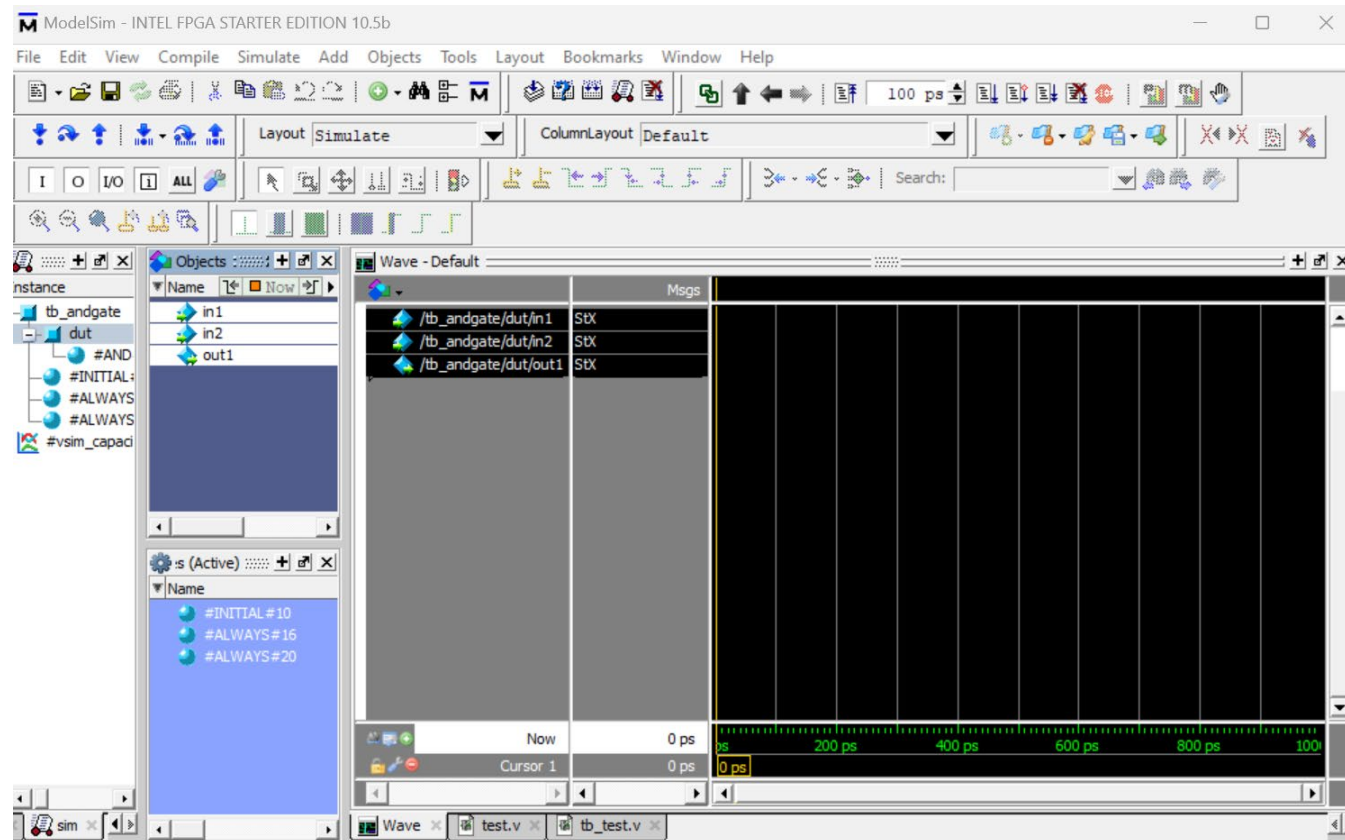 ModelSim - INTEL FPGA STARTER EDITION 10.5b
File Edit View Compile Simulate Add Objects Tools Layout Bookmarks Window Help
100 ps
Layout Simulate
ColumnLayout Default
I O I/O 1 ALL
Search:
nstance
tb_andgate
dut
#AND
#INITIAL#
#ALWAYS
#ALWAYS
#vsim_capaci
sim
Objects
Name Now
in1
in2
out1
s (Active)
Name
#INITIAL#10
#ALWAYS#16
#ALWAYS#20
Wave - Default
Msgs
/tb_andgate/dut/in1 StX
/tb_andgate/dut/in2 StX
/tb_andgate/dut/out1 StX
Now 0 ps
ps 200 ps 400 ps 600 ps 800 ps 100
Cursor 1 0 ps
0 ps
Wave test.v tb_test.v